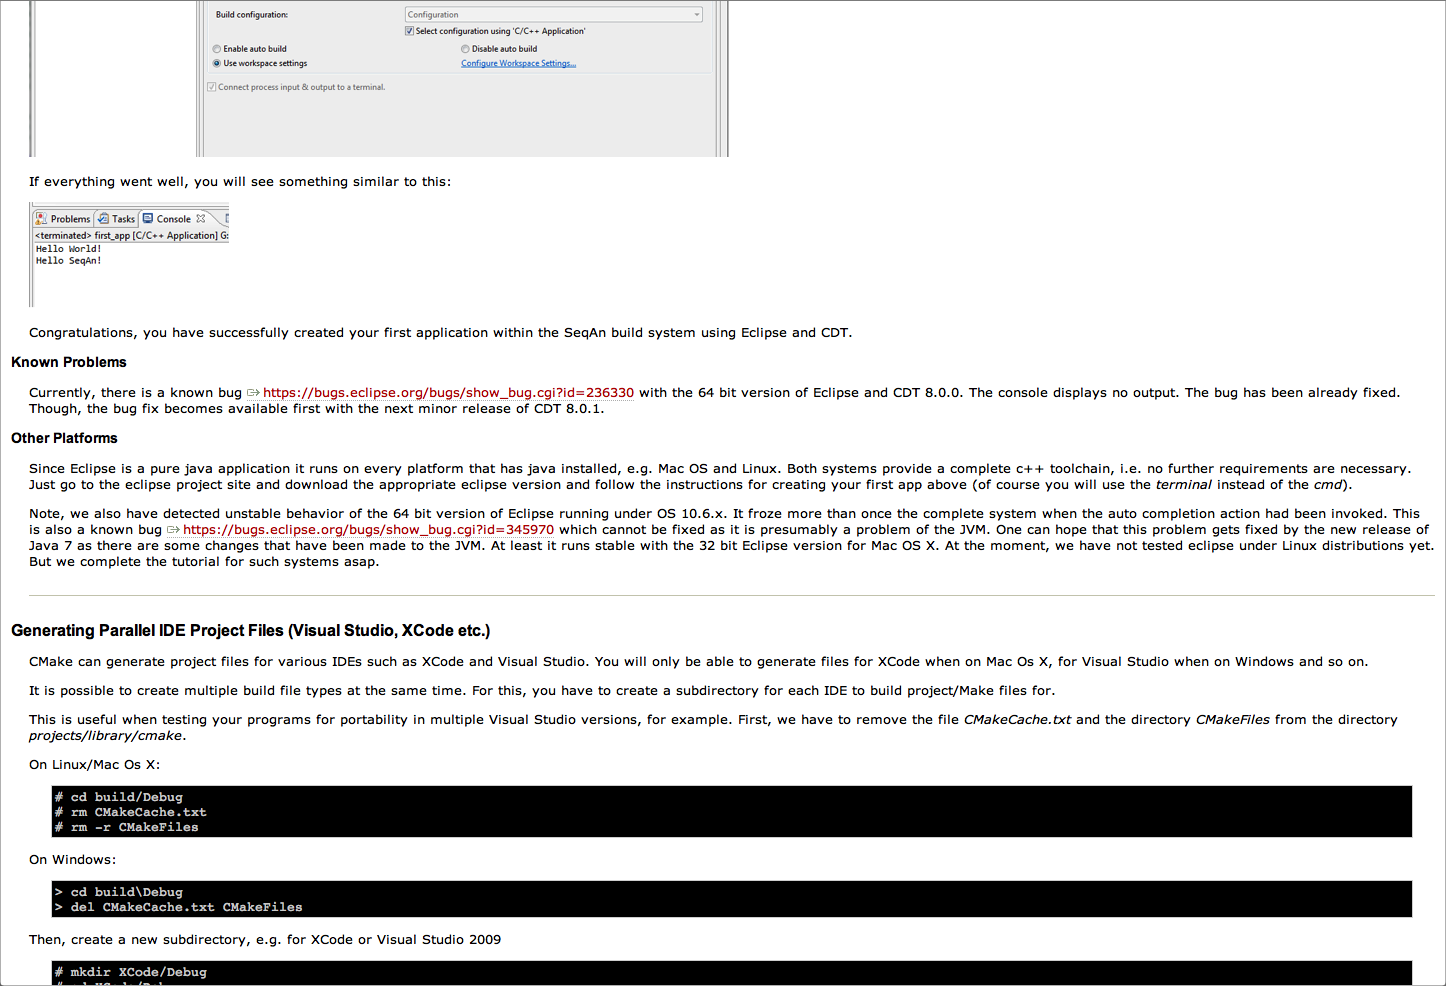 Build configuration:
Configuration
Select configuration using 'C/C++ Application'
Enable auto build
Disable auto build
Use workspace settings
Configure Workspace Settings...
Connect process input & output to a terminal.
If everything went well, you will see something similar to this:
Problems Tasks Console
<terminated> first_app [C/C++ Application] G:
Hello World!
Hello SeqAn!
Congratulations, you have successfully created your first application within the SeqAn build system using Eclipse and CDT.
Known Problems
Currently, there is a known bug https://bugs.eclipse.org/bugs/show_bug.cgi?id=236330 with the 64 bit version of Eclipse and CDT 8.0.0. The console displays no output. The bug has been already fixed.
Though, the bug fix becomes available first with the next minor release of CDT 8.0.1.
Other Platforms
Since Eclipse is a pure java application it runs on every platform that has java installed, e.g. Mac OS and Linux. Both systems provide a complete c++ toolchain, i.e. no further requirements are necessary.
Just go to the eclipse project site and download the appropriate eclipse version and follow the instructions for creating your first app above (of course you will use the terminal instead of the cmd).
Note, we also have detected unstable behavior of the 64 bit version of Eclipse running under OS 10.6.x. It froze more than once the complete system when the auto completion action had been invoked. This
is also a known bug https://bugs.eclipse.org/bugs/show_bug.cgi?id=345970 which cannot be fixed as it is presumably a problem of the JVM. One can hope that this problem gets fixed by the new release of
Java 7 as there are some changes that have been made to the JVM. At least it runs stable with the 32 bit Eclipse version for Mac OS X. At the moment, we have not tested eclipse under Linux distributions yet.
But we complete the tutorial for such systems asap.
Generating Parallel IDE Project Files (Visual Studio, XCode etc.)
CMake can generate project files for various IDEs such as XCode and Visual Studio. You will only be able to generate files for XCode when on Mac Os X, for Visual Studio when on Windows and so on.
It is possible to create multiple build file types at the same time. For this, you have to create a subdirectory for each IDE to build project/Make files for.
This is useful when testing your programs for portability in multiple Visual Studio versions, for example. First, we have to remove the file CMakeCache.txt and the directory CMakeFiles from the directory
projects/library/cmake.
On Linux/Mac Os X:
# cd build/Debug
# rm CMakeCache.txt
# rm -r CMakeFiles
On Windows:
> cd build\Debug
> del CMakeCache.txt CMakeFiles
Then, create a new subdirectory, e.g. for XCode or Visual Studio 2009
# mkdir XCode/Debug